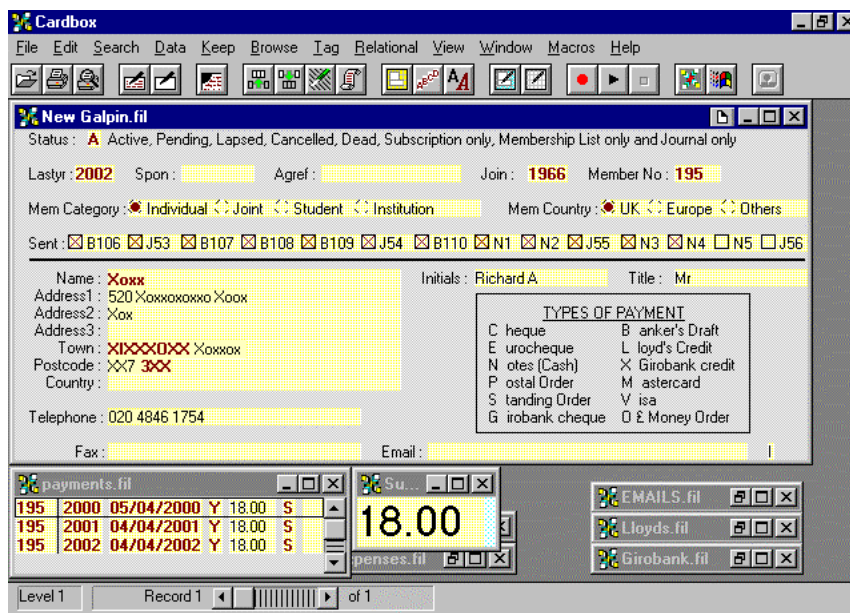 Cardbox
File Edit Search Data Keep Browse Tag Relational View Window Macros Help
New Galpin.fil
Status : A Active, Pending, Lapsed, Cancelled, Dead, Subscription only, Membership List only and Journal only
Lastyr : 2002 Spon : Agref : Join : 1966 Member No : 195
Mem Category : Individual Joint Student Institution Mem Country : UK Europe Others
Sent : B106 J53 B107 B108 B109 J54 B110 N1 N2 J55 N3 N4 N5 J56
Name : Xoxx Initials : Richard A Title : Mr
Address1 : 520 Xoxxoxoxxo Xoox
Address2 : Xox
Address3 :
Town : XIXXXOXX Xoxxox
Postcode : XX7 3XX
Country :
Telephone : 020 4846 1754
Fax : Email : I
TYPES OF PAYMENT
C heque B anker's Draft
E urocheque L loyd's Credit
N otes (Cash) X Girobank credit
P ostal Order M astercard
S tanding Order V isa
G irobank cheque O £ Money Order
payments.fil
195 2000 05/04/2000 Y 18.00 S
195 2001 04/04/2001 Y 18.00 S
195 2002 04/04/2002 Y 18.00 S
Su...
18.00
penses.fil
EMAILS.fil
Lloyds.fil
Girobank.fil
Level 1 Record 1 of 1